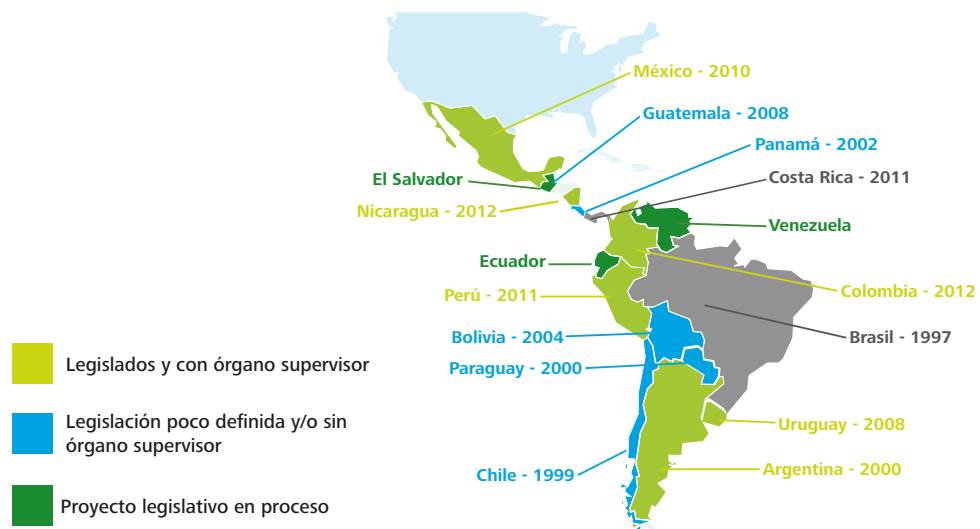 México - 2010
Guatemala - 2008
Panamá - 2002
El Salvador
Costa Rica - 2011
Nicaragua - 2012
Venezuela
Ecuador
Perú - 2011
Colombia - 2012
Bolivia - 2004
Brasil - 1997
Paraguay - 2000
Uruguay - 2008
Chile - 1999
Argentina - 2000
Legislados y con órgano supervisor
Legislación poco definida y/o sin
órgano supervisor
Proyecto legislativo en proceso